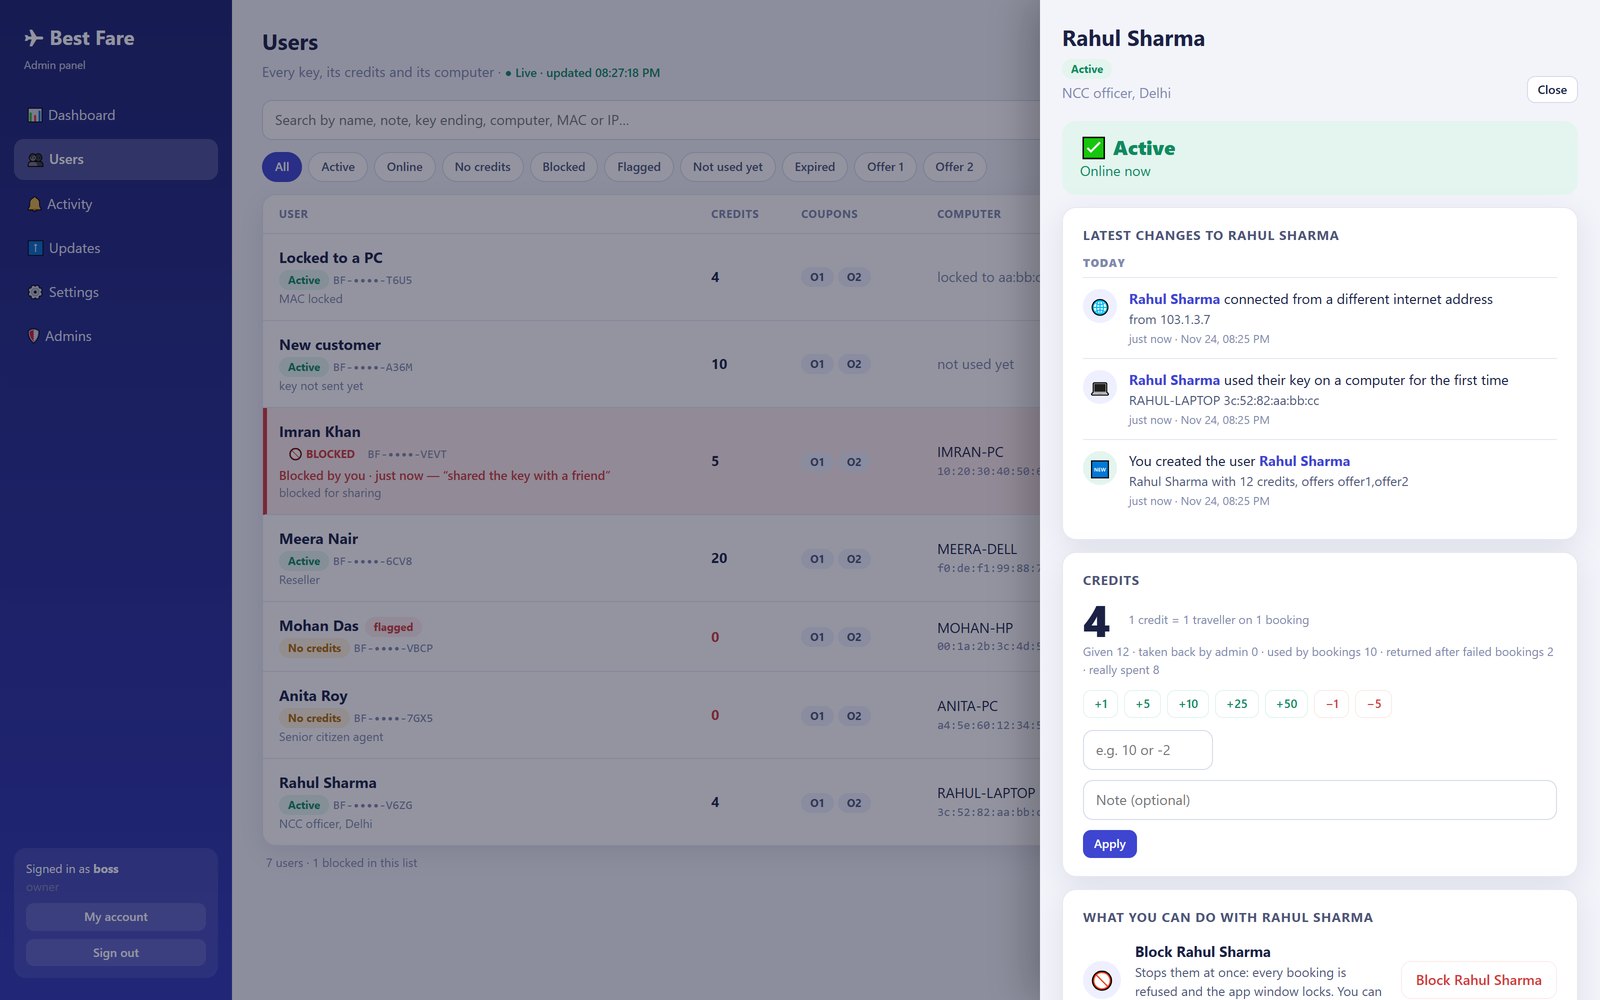 Best Fare
Admin panel
Dashboard
Users
Activity
Updates
Settings
Admins
Signed in as boss
owner
My account
Sign out
Users
Every key, its credits and its computer · ● Live · updated 08:27:18 PM
Search by name, note, key ending, computer, MAC or IP…
All Active Online No credits Blocked Flagged Not used yet Expired Offer 1 Offer 2
USER CREDITS COUPONS COMPUTER
Locked to a PC
Active BF-••••-T6U5
MAC locked
4 O1 O2 locked to aa:bb:c
New customer
Active BF-••••-A36M
key not sent yet
10 O1 O2 not used yet
Imran Khan
BLOCKED BF-••••-VEVT
Blocked by you · just now — “shared the key with a friend”
blocked for sharing
5 O1 O2 IMRAN-PC
10:20:30:40:50:6
Meera Nair
Active BF-••••-6CV8
Reseller
20 O1 O2 MEERA-DELL
f0:de:f1:99:88:7
Mohan Das flagged
No credits BF-••••-VBCP
0 O1 O2 MOHAN-HP
00:1a:2b:3c:4d:5
Anita Roy
No credits BF-••••-7GX5
Senior citizen agent
0 O1 O2 ANITA-PC
a4:5e:60:12:34:5
Rahul Sharma
Active BF-••••-V6ZG
NCC officer, Delhi
4 O1 O2 RAHUL-LAPTOP
3c:52:82:aa:bb:c
7 users · 1 blocked in this list
Rahul Sharma
Active
NCC officer, Delhi
Close
Active
Online now
LATEST CHANGES TO RAHUL SHARMA
TODAY
Rahul Sharma connected from a different internet address
from 103.1.3.7
just now · Nov 24, 08:25 PM
Rahul Sharma used their key on a computer for the first time
RAHUL-LAPTOP 3c:52:82:aa:bb:cc
just now · Nov 24, 08:25 PM
NEW
You created the user Rahul Sharma
Rahul Sharma with 12 credits, offers offer1,offer2
just now · Nov 24, 08:25 PM
CREDITS
4 1 credit = 1 traveller on 1 booking
Given 12 · taken back by admin 0 · used by bookings 10 · returned after failed bookings 2
· really spent 8
+1 +5 +10 +25 +50 −1 −5
e.g. 10 or -2
Note (optional)
Apply
WHAT YOU CAN DO WITH RAHUL SHARMA
Block Rahul Sharma
Stops them at once: every booking is
refused and the app window locks. You can
Block Rahul Sharma